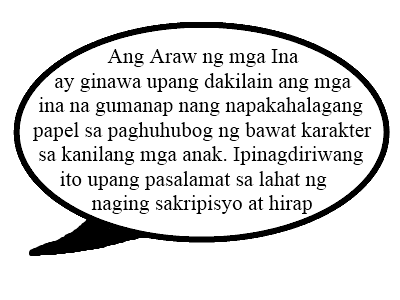 Ang Araw ng mga Ina
ay ginawa upang dakilain ang mga
ina na gumanap nang napakahalagang
papel sa paghuhubog ng bawat karakter
sa kanilang mga anak. Ipinagdiriwang
ito upang pasalamat sa lahat ng
naging sakripisyo at hirap